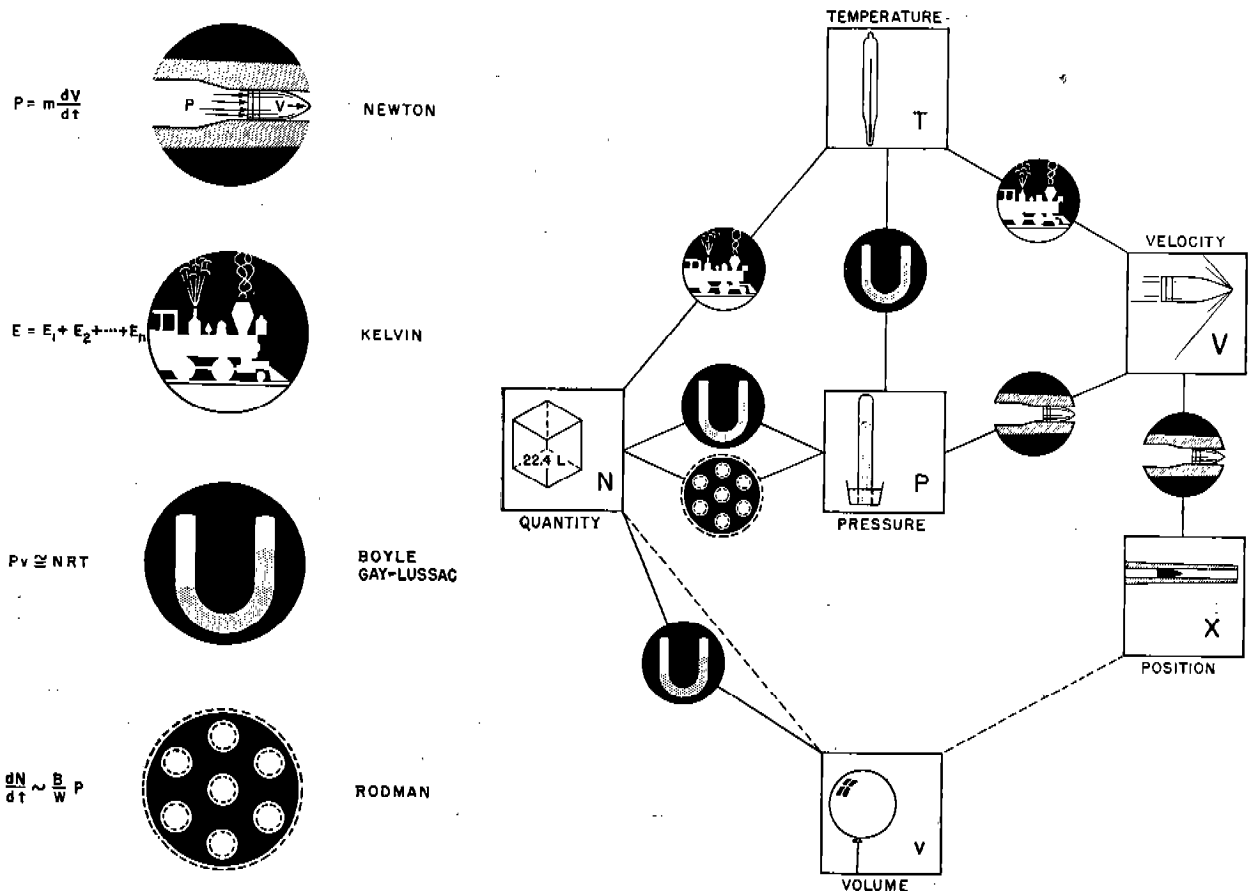 P = m dV/dt
P
V
NEWTON
E = E₁ + E₂ +····+ Eₙ
KELVIN
Pv ≅ NRT
BOYLE
GAY-LUSSAC
dN/dt ~ B/W P
RODMAN
TEMPERATURE
T
VELOCITY
V
22.4 L
N
QUANTITY
P
PRESSURE
X
POSITION
v
VOLUME